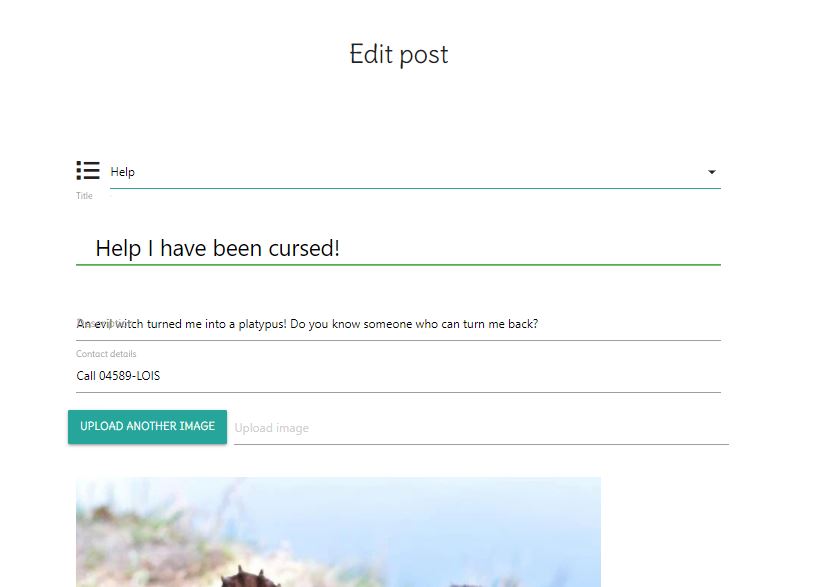 Edit post
Help
Title
Help I have been cursed!
Description
An evil witch turned me into a platypus! Do you know someone who can turn me back?
Contact details
Call 04589-LOIS
UPLOAD ANOTHER IMAGE
Upload image